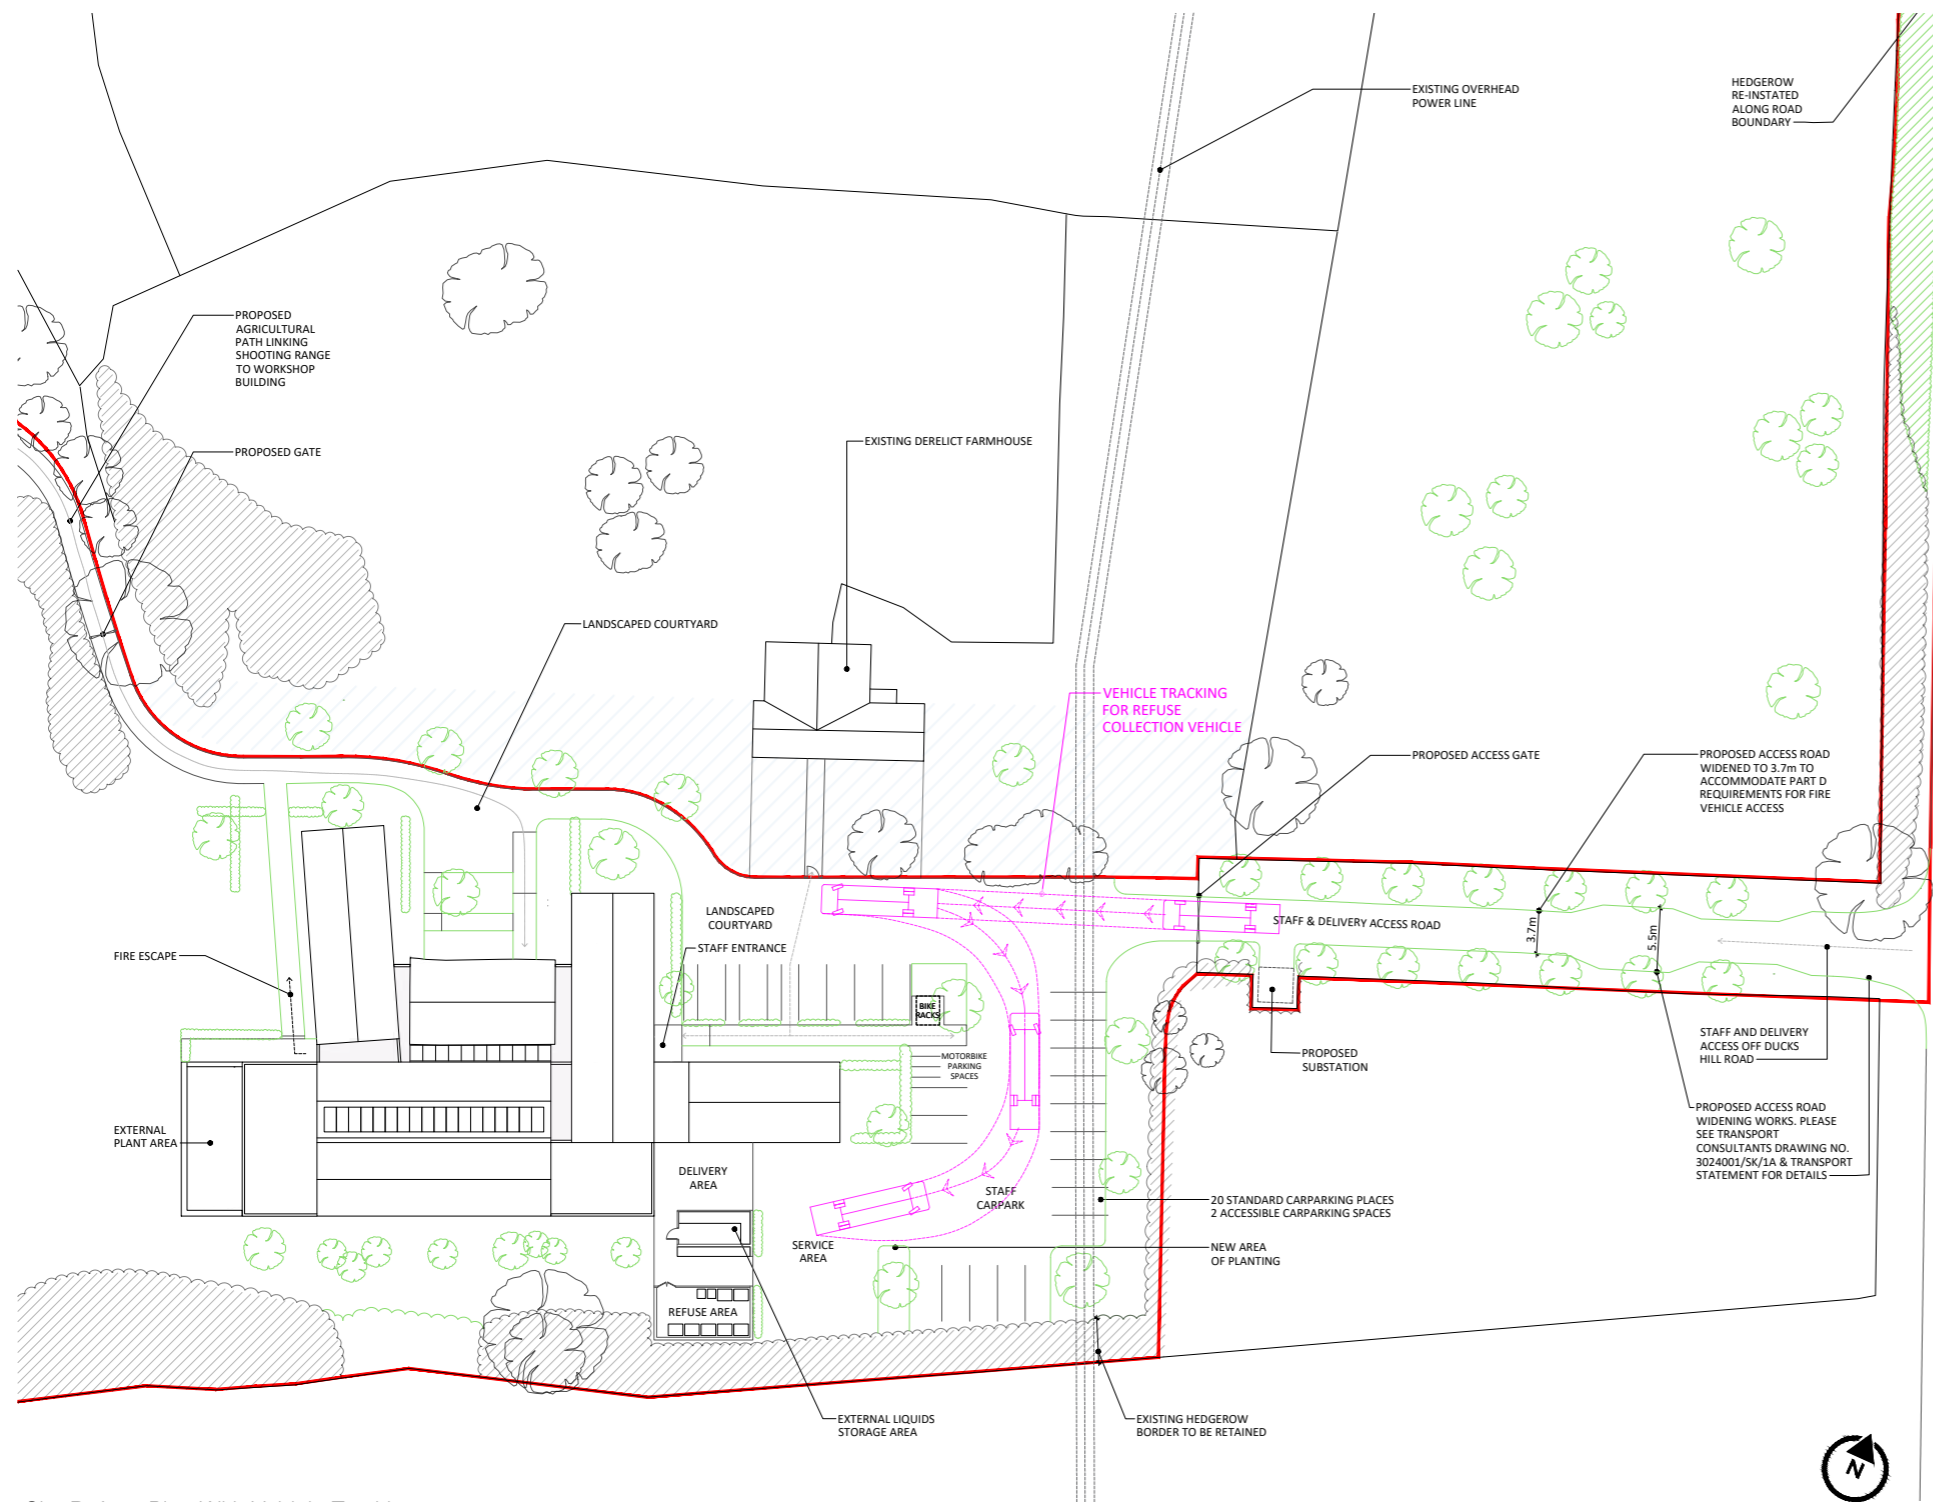 EXISTING OVERHEAD
POWER LINE
HEDGEROW
RE-INSTATED
ALONG ROAD
BOUNDARY
PROPOSED
AGRICULTURAL
PATH LINKING
SHOOTING RANGE
TO WORKSHOP
BUILDING
PROPOSED GATE
EXISTING DERELICT FARMHOUSE
LANDSCAPED COURTYARD
VEHICLE TRACKING
FOR REFUSE
COLLECTION VEHICLE
PROPOSED ACCESS GATE
PROPOSED ACCESS ROAD
WIDENED TO 3.7m TO
ACCOMMODATE PART D
REQUIREMENTS FOR FIRE
VEHICLE ACCESS
LANDSCAPED
COURTYARD
STAFF ENTRANCE
STAFF & DELIVERY ACCESS ROAD
3.7m
5.5m
FIRE ESCAPE
BIKE
RACKS
MOTORBIKE
PARKING
SPACES
PROPOSED
SUBSTATION
STAFF AND DELIVERY
ACCESS OFF DUCKS
HILL ROAD
EXTERNAL
PLANT AREA
PROPOSED ACCESS ROAD
WIDENING WORKS. PLEASE
SEE TRANSPORT
CONSULTANTS DRAWING NO.
3024001/SK/1A & TRANSPORT
STATEMENT FOR DETAILS
DELIVERY
AREA
STAFF
CARPARK
20 STANDARD CARPARKING PLACES
2 ACCESSIBLE CARPARKING SPACES
SERVICE
AREA
NEW AREA
OF PLANTING
REFUSE AREA
EXTERNAL LIQUIDS
STORAGE AREA
EXISTING HEDGEROW
BORDER TO BE RETAINED
N